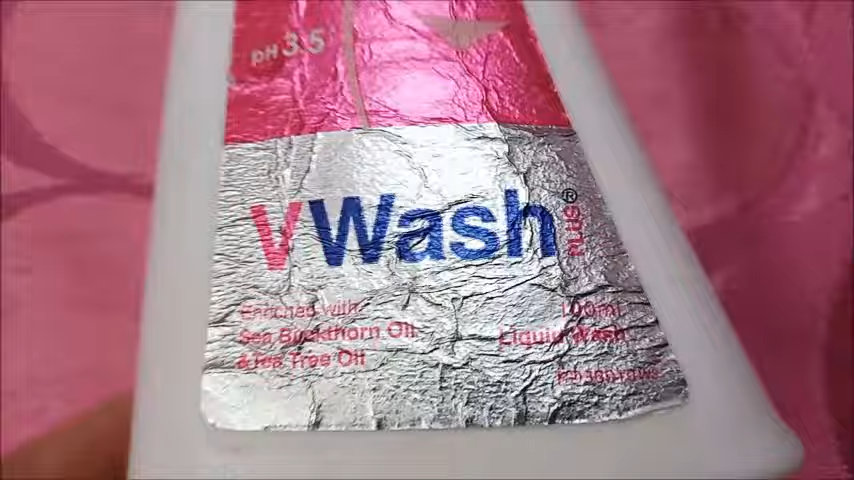 pH 3.5
VWash PLUS®
Enriched with
Sea Buckthorn Oil
& Tea Tree Oil
100ml
Liquid Wash